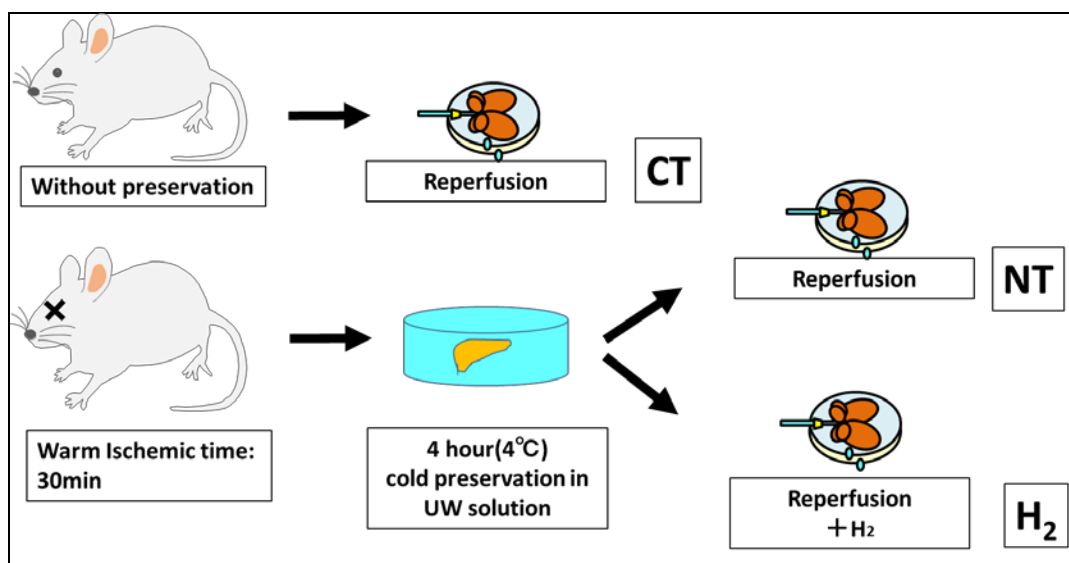 Without preservation
Reperfusion
CT
Reperfusion
NT
Warm Ischemic time:
30min
4 hour(4℃)
cold preservation in
UW solution
Reperfusion
＋H₂
H₂